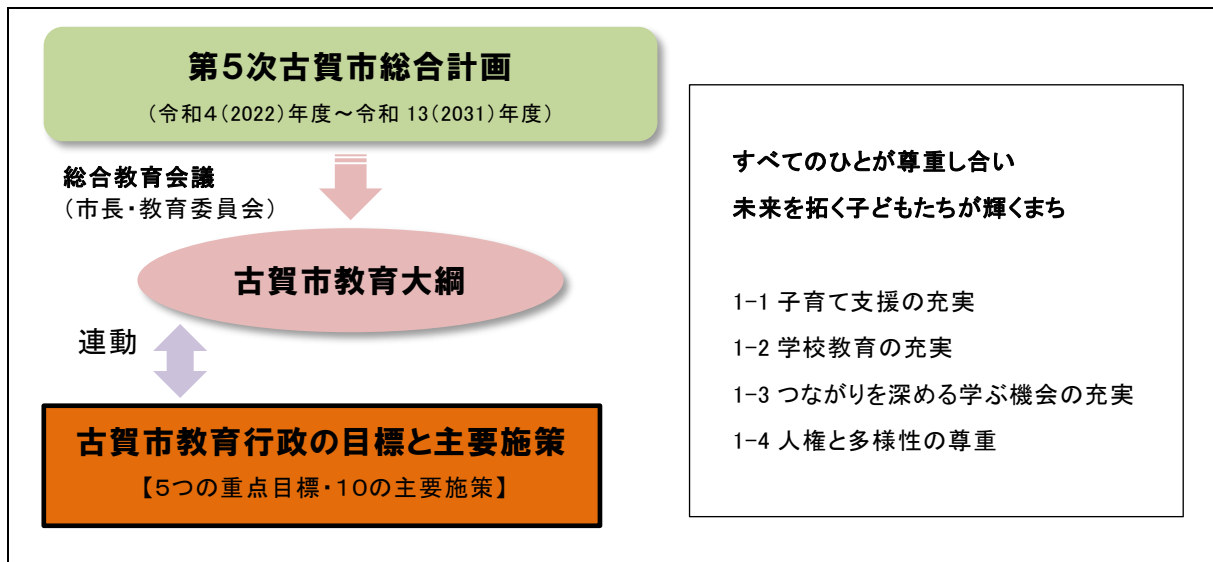 第5次古賀市総合計画
(令和4(2022)年度~令和 13(2031)年度)
総合教育会議
(市長・教育委員会)
古賀市教育大綱
連動
古賀市教育行政の目標と主要施策
【5つの重点目標・10の主要施策】
すべてのひとが尊重し合い
未来を拓く子どもたちが輝くまち
1-1 子育て支援の充実
1-2 学校教育の充実
1-3 つながりを深める学ぶ機会の充実
1-4 人権と多様性の尊重